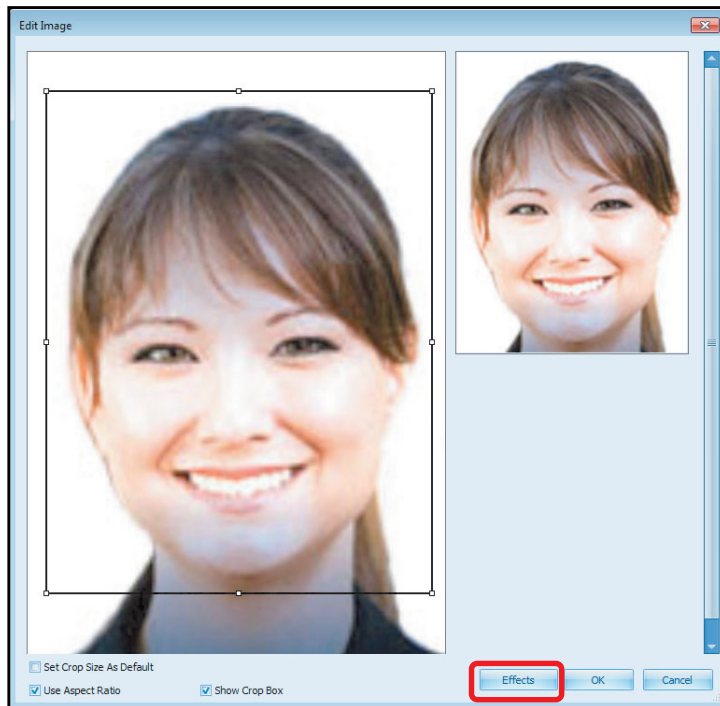 Edit Image
Set Crop Size As Default
Use Aspect Ratio
Show Crop Box
Effects
OK
Cancel